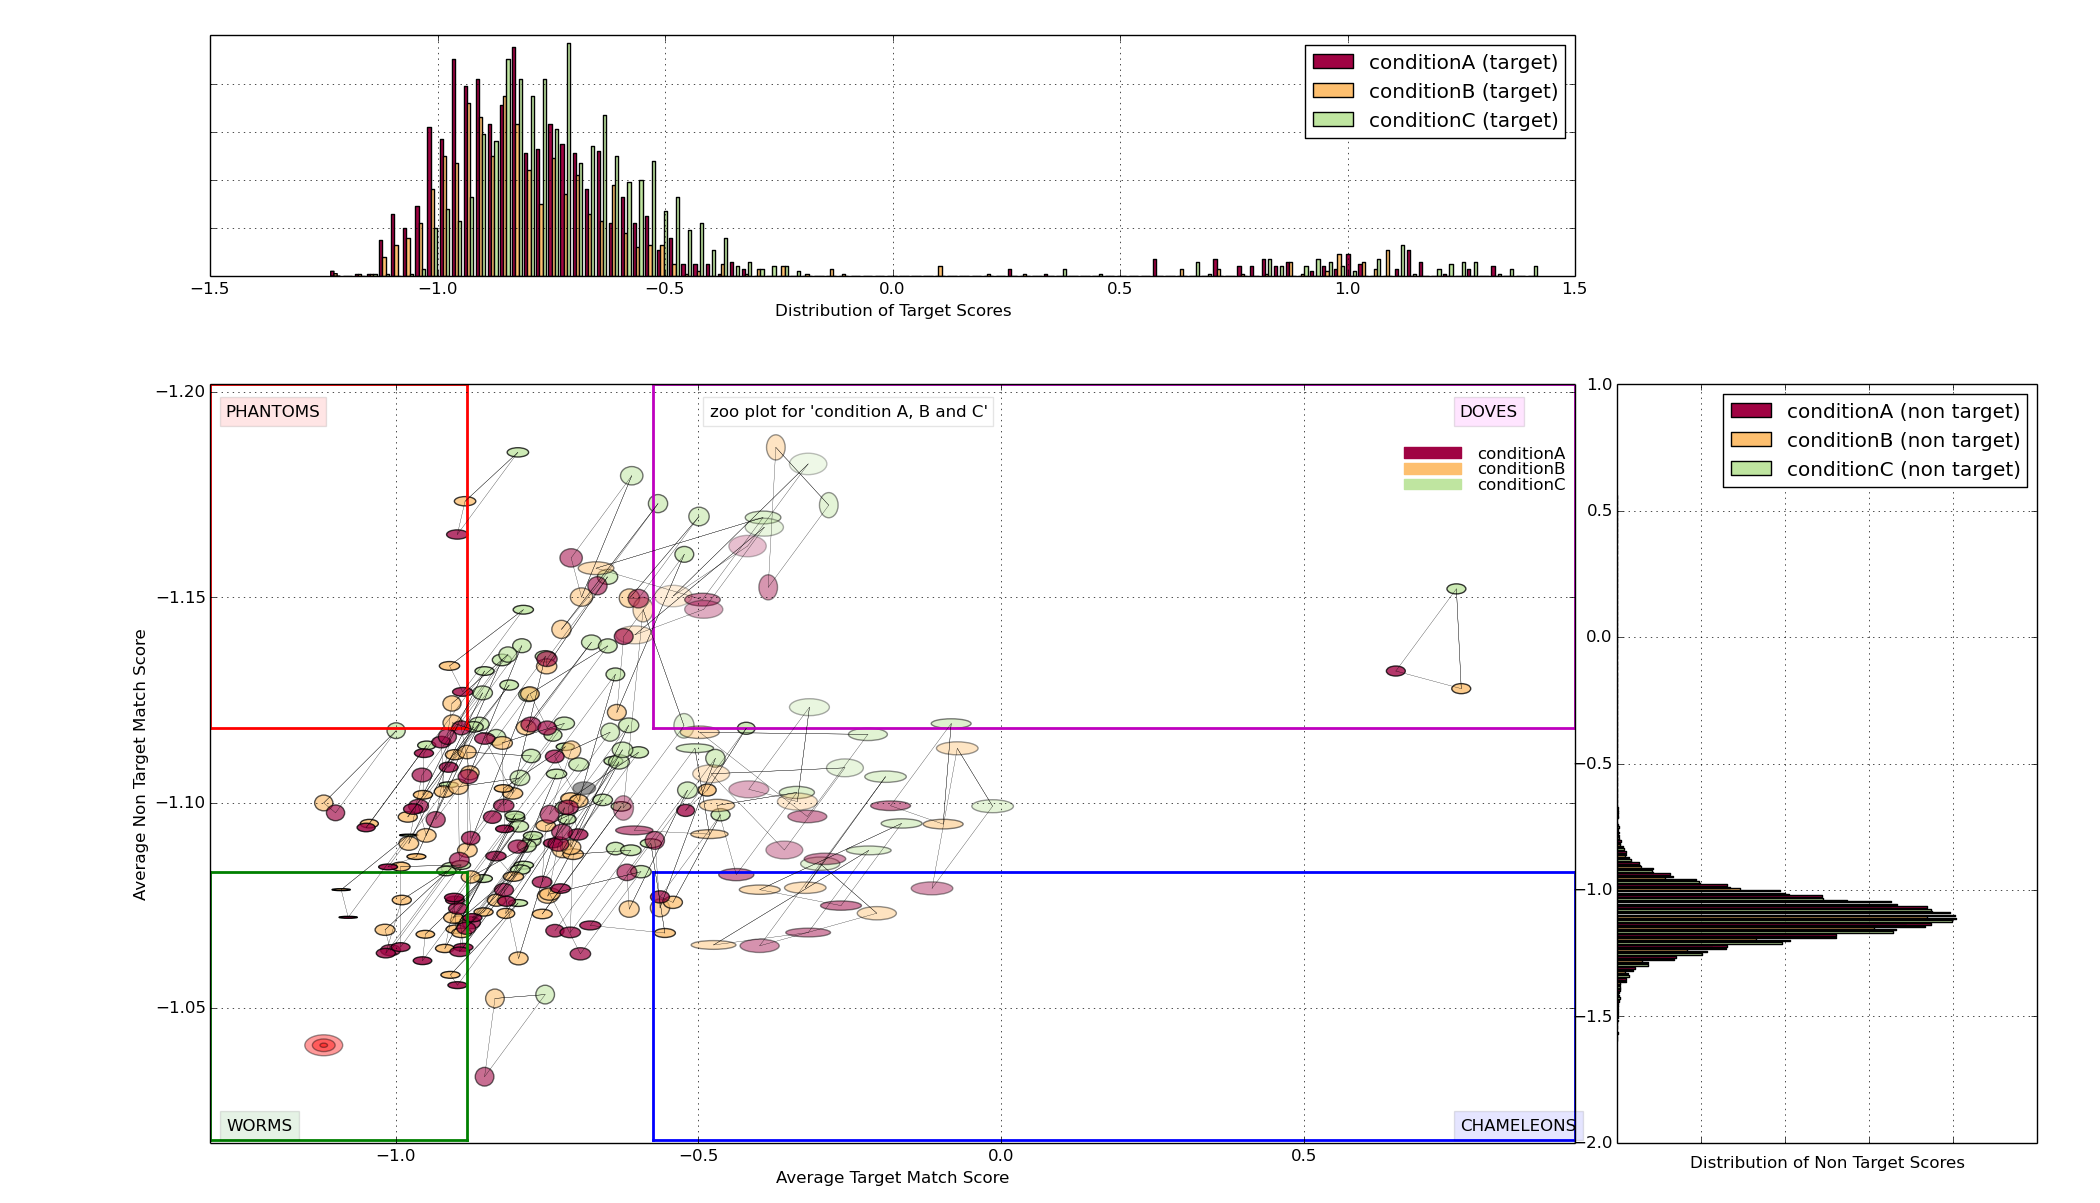 conditionA (target)
conditionB (target)
conditionC (target)
−1.5 −1.0 −0.5 0.0 0.5 1.0 1.5
Distribution of Target Scores
PHANTOMS
zoo plot for 'condition A, B and C'
DOVES
conditionA
conditionB
conditionC
−1.20
−1.15
−1.10
−1.05
Average Non Target Match Score
WORMS
CHAMELEONS
−1.0 −0.5 0.0 0.5
Average Target Match Score
conditionA (non target)
conditionB (non target)
conditionC (non target)
1.0
0.5
0.0
−0.5
−1.0
−1.5
−2.0
Distribution of Non Target Scores